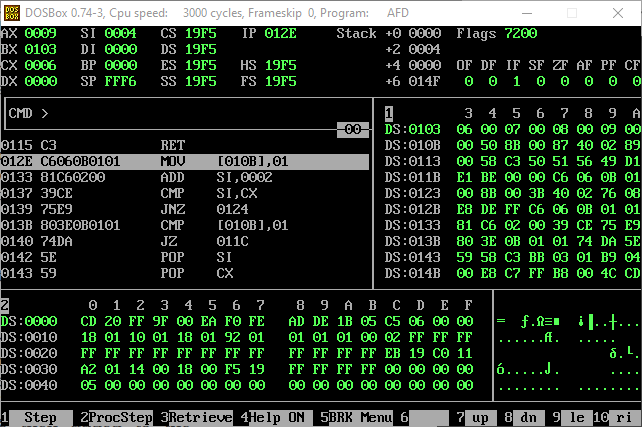 DOSBox 0.74-3, Cpu speed: 3000 cycles, Frameskip 0, Program: AFD
AX 0009 SI 0004 CS 19F5 IP 012E Stack +0 0000 Flags 7200
BX 0103 DI 0000 DS 19F5 +2 0004
CX 0006 BP 0000 ES 19F5 HS 19F5 +4 0000 OF DF IF SF ZF AF PF CF
DX 0000 SP FFF6 SS 19F5 FS 19F5 +6 014F 0 0 1 0 0 0 0 0
CMD >
00
0115 C3 RET
012E C6060B0101 MOV [010B],01
0133 81C60200 ADD SI,0002
0137 39CE CMP SI,CX
0139 75E9 JNZ 0124
013B 803E0B0101 CMP [010B],01
0140 74DA JZ 011C
0142 5E POP SI
0143 59 POP CX
1 3 4 5 6 7 8 9 A
DS:0103 06 00 07 00 08 00 09 00
DS:010B 00 50 8B 00 87 40 02 89
DS:0113 00 58 C3 50 51 56 49 D1
DS:011B E1 BE 00 00 C6 06 0B 01
DS:0123 00 8B 00 3B 40 02 76 08
DS:012B E8 DE FF C6 06 0B 01 01
DS:0133 81 C6 02 00 39 CE 75 E9
DS:013B 80 3E 0B 01 01 74 DA 5E
DS:0143 59 58 C3 BB 03 01 B9 04
DS:014B 00 E8 C7 FF B8 00 4C CD
2 0 1 2 3 4 5 6 7 8 9 A B C D E F
DS:0000 CD 20 FF 9F 00 EA F0 FE AD DE 1B 05 C5 06 00 00 ═ ƒ.Ω≡■ ¡▐..┼...
DS:0010 18 01 10 01 18 01 92 01 01 01 01 00 02 FF FF FF ......Æ. .....
DS:0020 FF FF FF FF FF FF FF FF FF FF FF FF EB 19 C0 11 δ.└.
DS:0030 A2 01 14 00 18 00 F5 19 FF FF FF FF 00 00 00 00 ó.....⌡. ....
DS:0040 05 00 00 00 00 00 00 00 00 00 00 00 00 00 00 00 ........ ........
1 Step 2ProcStep 3Retrieve 4Help ON 5BRK Menu 6 7 up 8 dn 9 le 10 ri